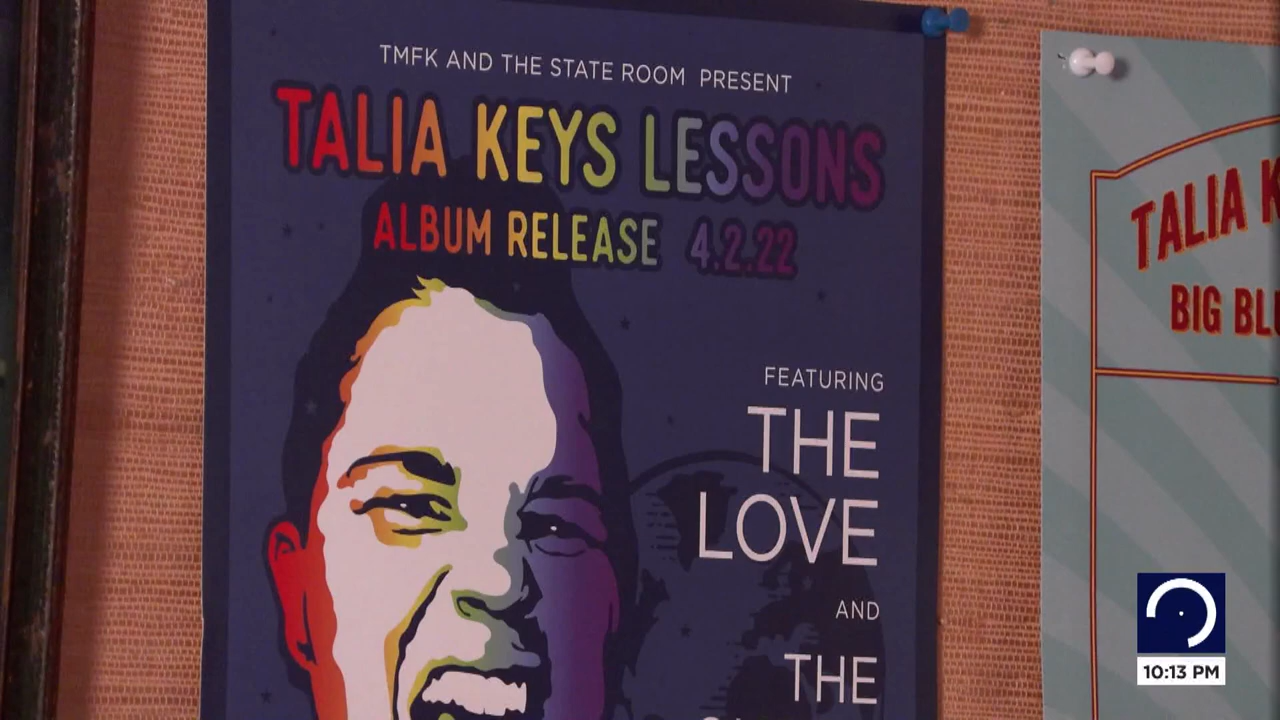 TMFK AND THE STATE ROOM PRESENT
TALIA KEYS LESSONS
ALBUM RELEASE 4.2.22
FEATURING
THE
LOVE
AND
THE
TALIA
BIG
10:13 PM